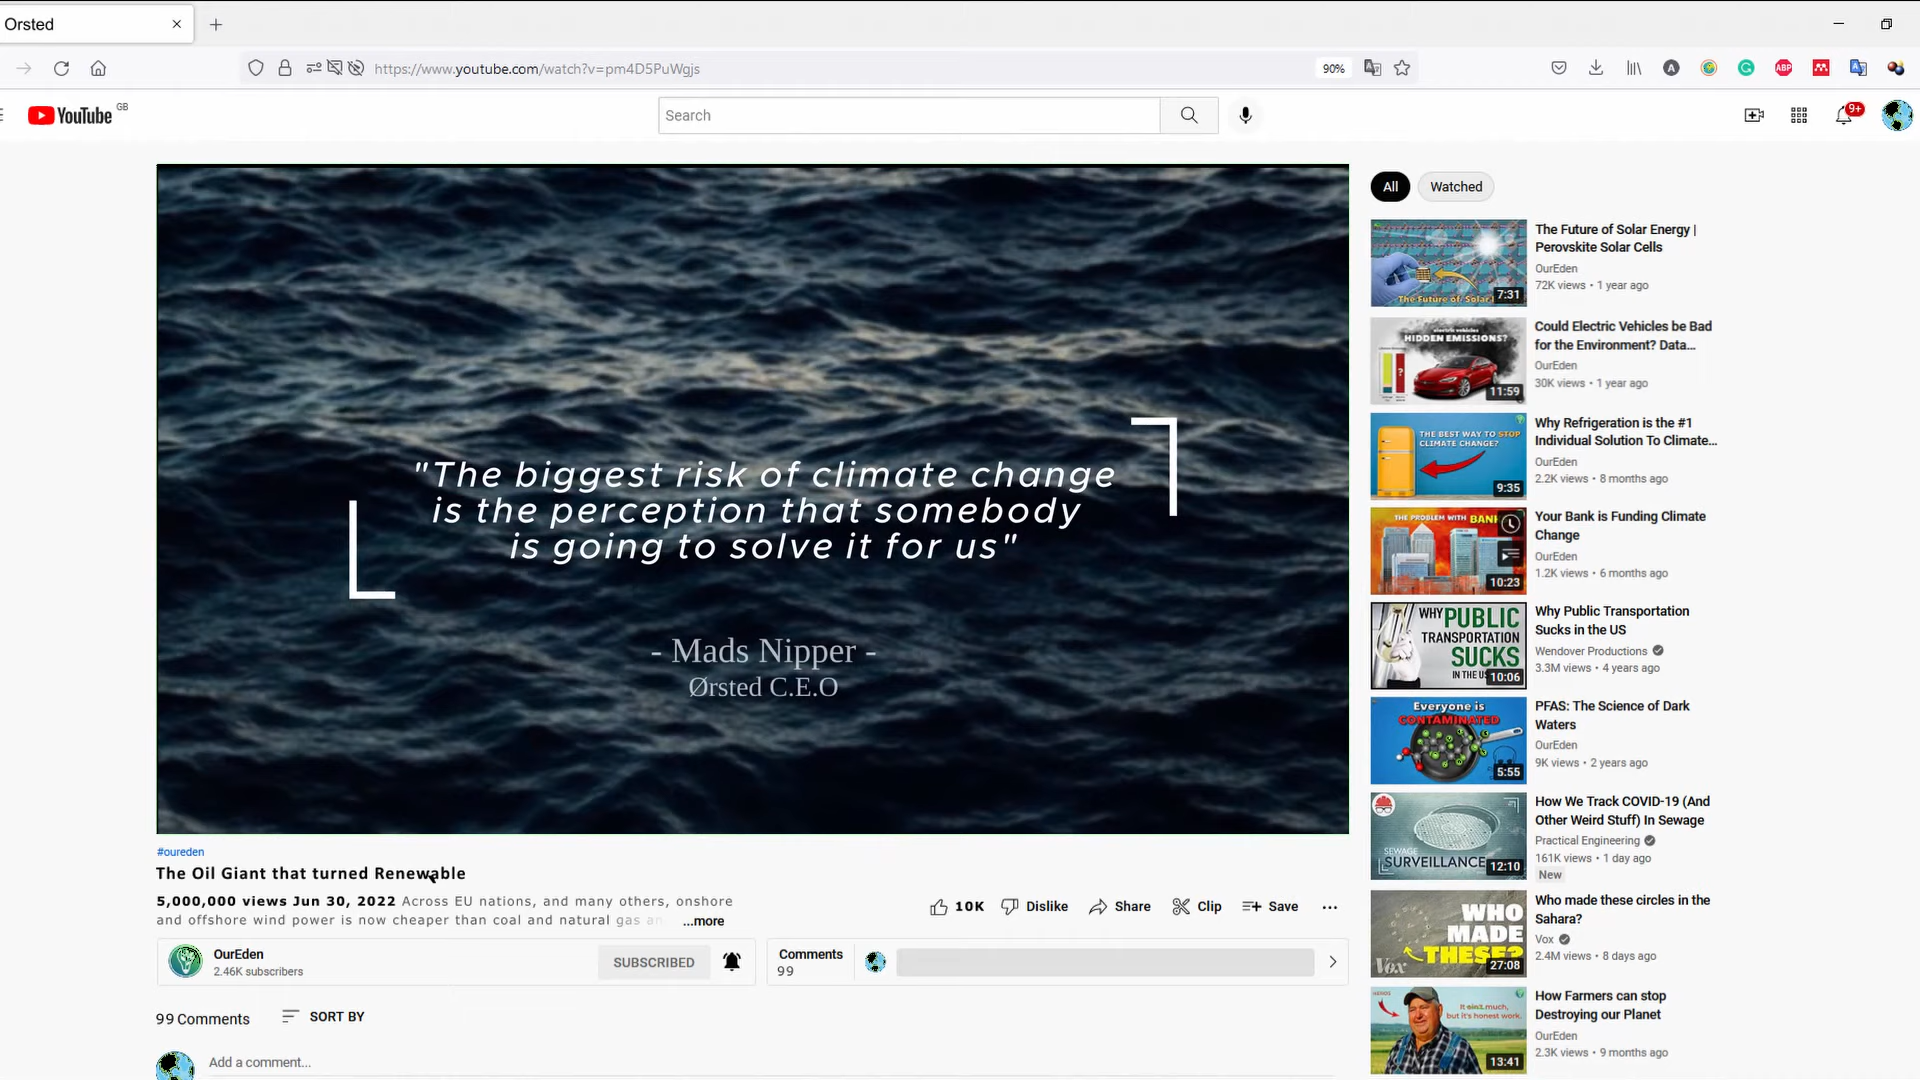 Orsted
https://www.youtube.com/watch?v=pm4D5PuWgjs
90%
YouTube GB
Search
9+
"The biggest risk of climate change
is the perception that somebody
is going to solve it for us"
- Mads Nipper -
Ørsted C.E.O
#oureden
The Oil Giant that turned Renewable
5,000,000 views Jun 30, 2022 Across EU nations, and many others, onshore
and offshore wind power is now cheaper than coal and natural gas
...more
10K
Dislike
Share
Clip
Save
OurEden
2.46K subscribers
SUBSCRIBED
Comments
99
99 Comments
SORT BY
Add a comment...
All
Watched
The Future of Solar
7:31
The Future of Solar Energy |
Perovskite Solar Cells
OurEden
72K views • 1 year ago
electric vehicles
HIDDEN EMISSIONS?
11:59
Could Electric Vehicles be Bad
for the Environment? Data...
OurEden
30K views • 1 year ago
THE BEST WAY TO STOP
CLIMATE CHANGE?
9:35
Why Refrigeration is the #1
Individual Solution To Climate...
OurEden
2.2K views • 8 months ago
THE PROBLEM WITH
10:23
Your Bank is Funding Climate
Change
OurEden
1.2K views • 6 months ago
WHY PUBLIC
TRANSPORTATION
SUCKS
IN THE US
10:06
Why Public Transportation
Sucks in the US
Wendover Productions
3.3M views • 4 years ago
Everyone is
CONTAMINATED
5:55
PFAS: The Science of Dark
Waters
OurEden
9K views • 2 years ago
SEWAGE
SURVEILLANCE
12:10
How We Track COVID-19 (And
Other Weird Stuff) In Sewage
Practical Engineering
161K views • 1 day ago
New
WHO
MADE
THESE?
Vox
27:08
Who made these circles in the
Sahara?
Vox
2.4M views • 8 days ago
It ain't much,
but it's honest work.
13:41
How Farmers can stop
Destroying our Planet
OurEden
2.3K views • 9 months ago
A
ABP